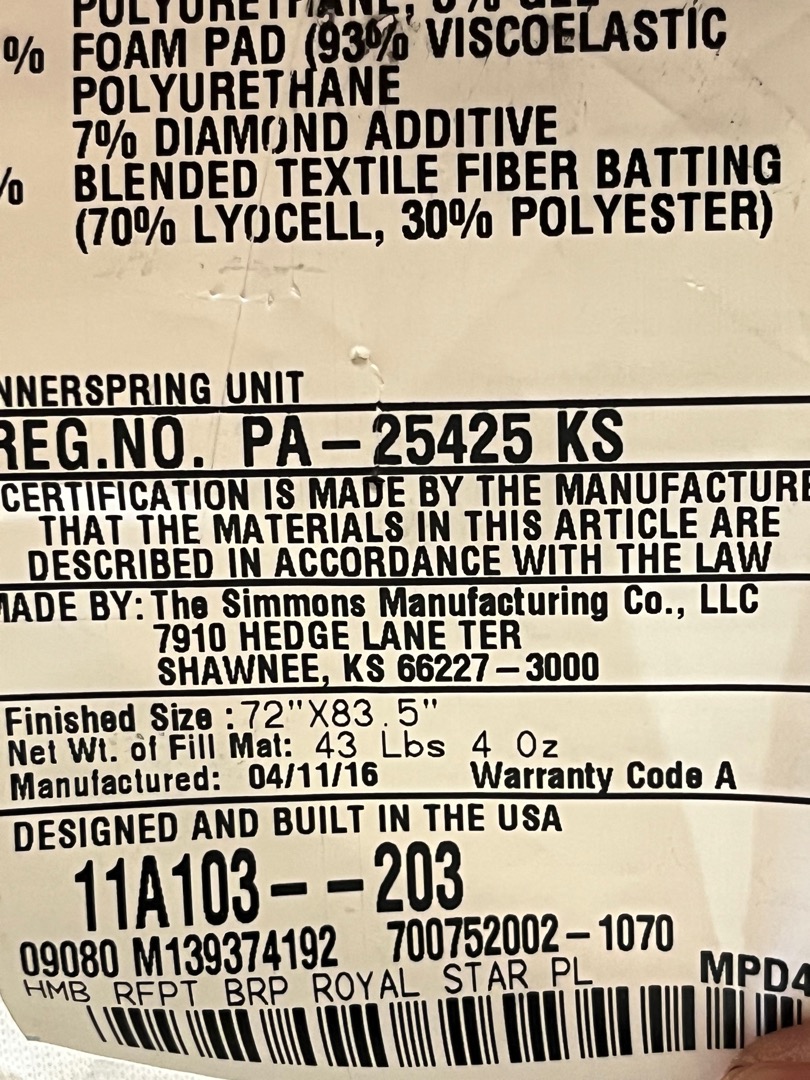 POLYURETHANE, 
% FOAM PAD (93% VISCOELASTIC
POLYURETHANE
7% DIAMOND ADDITIVE
% BLENDED TEXTILE FIBER BATTING
(70% LYOCELL, 30% POLYESTER)
NNERSPRING UNIT
REG.NO. PA-25425 KS
CERTIFICATION IS MADE BY THE MANUFACTURE
THAT THE MATERIALS IN THIS ARTICLE ARE
DESCRIBED IN ACCORDANCE WITH THE LAW
MADE BY: The Simmons Manufacturing Co., LLC
7910 HEDGE LANE TER
SHAWNEE, KS 66227-3000
Finished Size :72"X83.5"
Net Wt. of Fill Mat: 43 Lbs 4 Oz
Manufactured: 04/11/16 Warranty Code A
DESIGNED AND BUILT IN THE USA
11A103--203
09080 M139374192 700752002-1070
HMB RFPT BRP ROYAL STAR PL MPD4